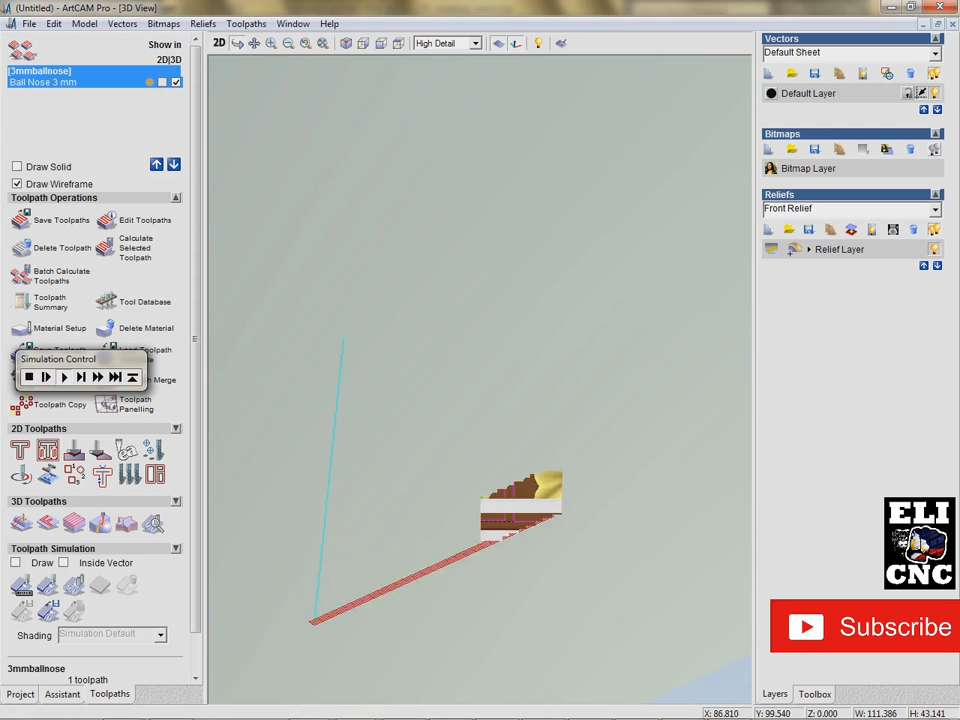 (Untitled) - ArtCAM Pro - [3D View]
File Edit Model Vectors Bitmaps Reliefs Toolpaths Window Help
Show in
2D|3D
[3mmballnose]
Ball Nose 3 mm
Draw Solid
Draw Wireframe
Toolpath Operations
Save Toolpaths Edit Toolpaths
Delete Toolpath Calculate Selected Toolpath
Batch Calculate Toolpaths
Toolpath Summary Tool Database
Material Setup Delete Material
Simulation Control
Merge
Toolpath Copy Toolpath Panelling
2D Toolpaths
3D Toolpaths
Toolpath Simulation
Draw Inside Vector
Shading Simulation Default
3mmballnose
1 toolpath
Project Assistant Toolpaths
2D High Detail
Vectors
Default Sheet
Default Layer
Bitmaps
Bitmap Layer
Reliefs
Front Relief
Relief Layer
ELI
CNC
Subscribe
Layers Toolbox
X: 86.810 Y: 99.540 Z: 0.000 W: 111.386 H: 43.141